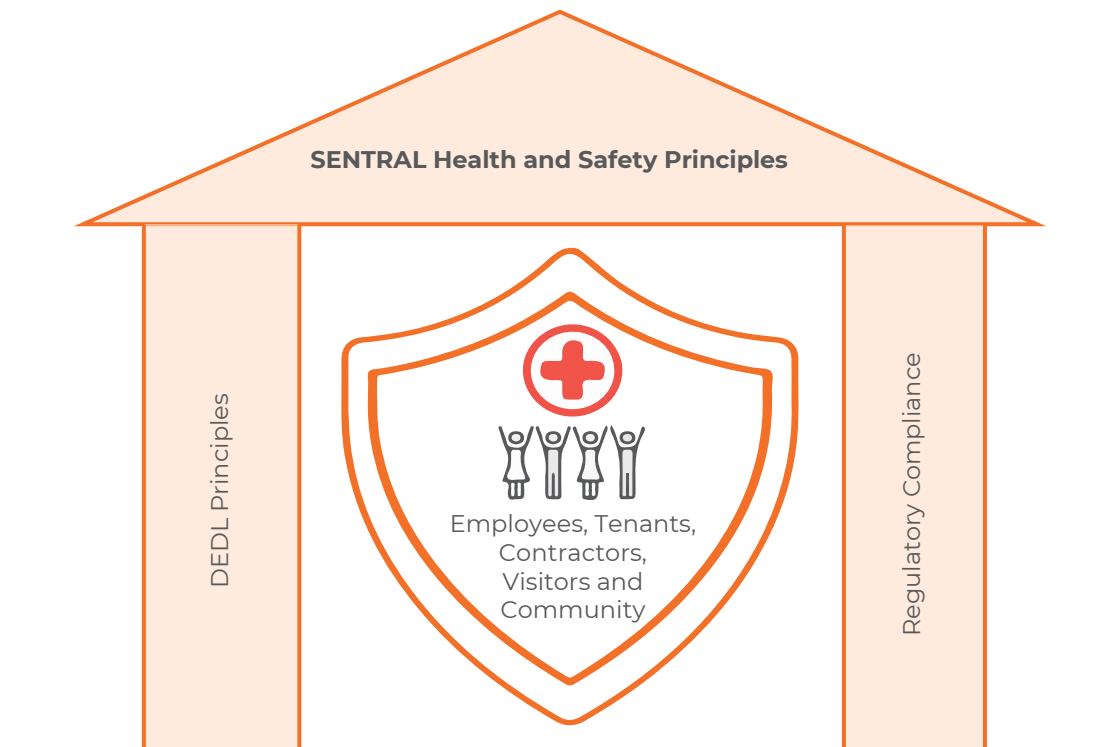 SENTRAL Health and Safety Principles
DEDL Principles
Employees, Tenants,
Contractors,
Visitors and
Community
Regulatory Compliance